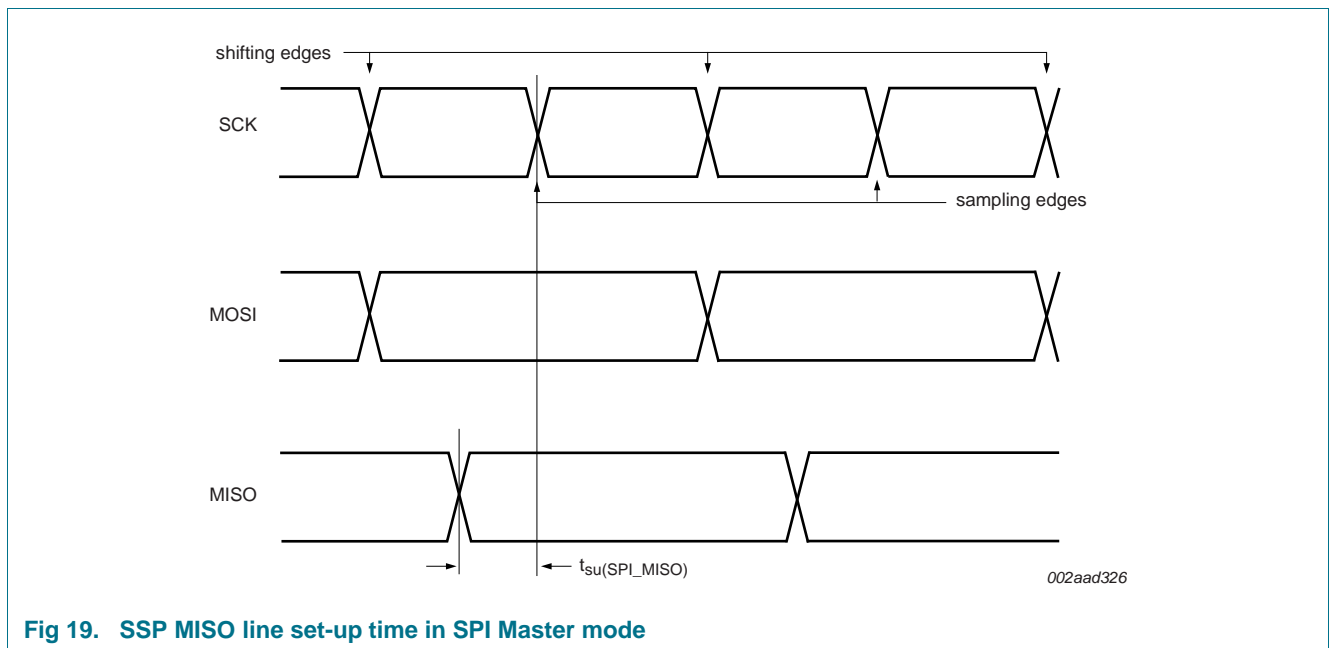 shifting edges
SCK
sampling edges
MOSI
MISO
tsu(SPI_MISO)
002aad326
Fig 19. SSP MISO line set-up time in SPI Master mode